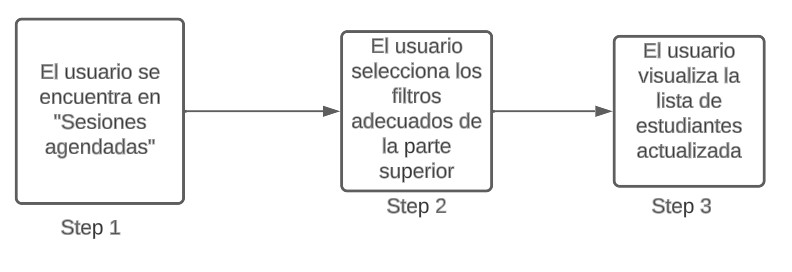 El usuario se
encuentra en
"Sesiones
agendadas"
Step 1
El usuario
selecciona los
filtros
adecuados de
la parte
superior
Step 2
El usuario
visualiza la
lista de
estudiantes
actualizada
Step 3